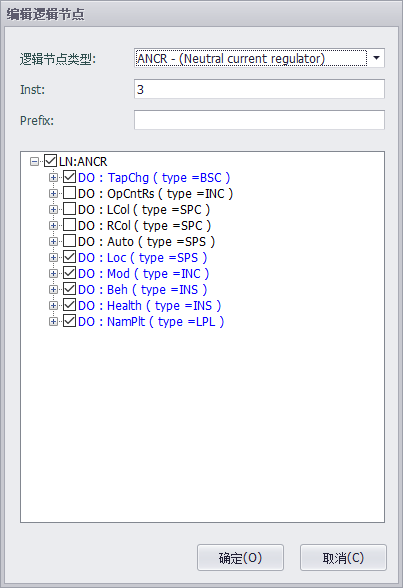 编辑逻辑节点
逻辑节点类型: ANCR - (Neutral current regulator)
Inst: 3
Prefix:
LN:ANCR
DO : TapChg ( type =BSC )
DO : OpCntRs ( type =INC )
DO : LCol ( type =SPC )
DO : RCol ( type =SPC )
DO : Auto ( type =SPS )
DO : Loc ( type =SPS )
DO : Mod ( type =INC )
DO : Beh ( type =INS )
DO : Health ( type =INS )
DO : NamPlt ( type =LPL )
确定(O) 取消(C)